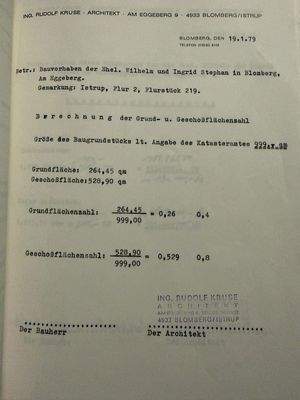 ING. RUDOLF KRUSE · ARCHITEKT · AM EGGEBERG 9 · 4933 BLOMBERG/ISTRUP
BLOMBERG, DEN 19.1.79
TELEFON
Betr.: Bauvorhaben der Ehel. Wilhelm und Ingrid Stephan in Blomberg,
Am Eggeberg.
Gemarkung: Istrup, Flur 2, Flurstück 219.
Berechnung der Grund- u. Geschoßflächenzahl
Größe des Baugrundstücks lt. Angabe des Katasteramtes 999,
Grundfläche: 264,45 qm
Geschoßfläche: 528,90 qm
Grundflächenzahl: 264,45 / 999,00 = 0,26 0,4
Geschoßflächenzahl: 528,90 / 999,00 = 0,529 0,8
ING. RUDOLF KRUSE
ARCHITEKT
4933 BLOMBERG/ISTRUP
Der Bauherr Der Architekt